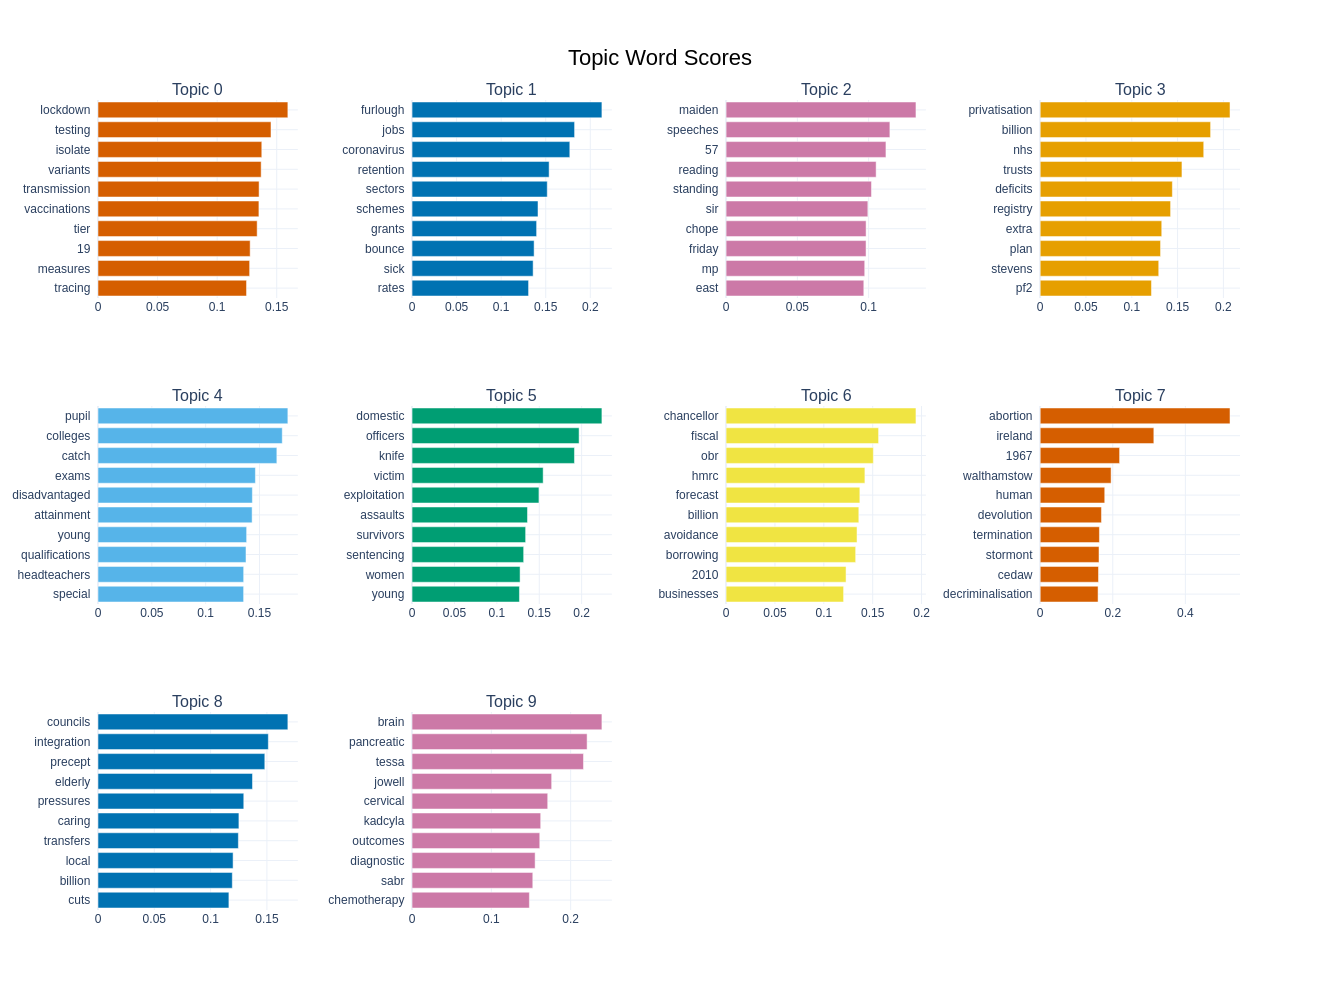 Topic Word Scores
Topic 0
lockdown
testing
isolate
variants
transmission
vaccinations
tier
19
measures
tracing
0 0.05 0.1 0.15
Topic 1
furlough
jobs
coronavirus
retention
sectors
schemes
grants
bounce
sick
rates
0 0.05 0.1 0.15 0.2
Topic 2
maiden
speeches
57
reading
standing
sir
chope
friday
mp
east
0 0.05 0.1
Topic 3
privatisation
billion
nhs
trusts
deficits
registry
extra
plan
stevens
pf2
0 0.05 0.1 0.15 0.2
Topic 4
pupil
colleges
catch
exams
disadvantaged
attainment
young
qualifications
headteachers
special
0 0.05 0.1 0.15
Topic 5
domestic
officers
knife
victim
exploitation
assaults
survivors
sentencing
women
young
0 0.05 0.1 0.15 0.2
Topic 6
chancellor
fiscal
obr
hmrc
forecast
billion
avoidance
borrowing
2010
businesses
0 0.05 0.1 0.15 0.2
Topic 7
abortion
ireland
1967
walthamstow
human
devolution
termination
stormont
cedaw
decriminalisation
0 0.2 0.4
Topic 8
councils
integration
precept
elderly
pressures
caring
transfers
local
billion
cuts
0 0.05 0.1 0.15
Topic 9
brain
pancreatic
tessa
jowell
cervical
kadcyla
outcomes
diagnostic
sabr
chemotherapy
0 0.1 0.2